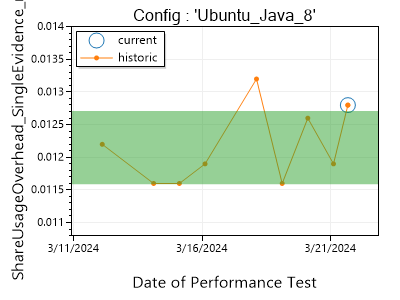 Config : 'Ubuntu_Java_8'
ShareUsageOverhead_SingleEvidence_
0.014
0.0135
0.013
0.0125
0.012
0.0115
0.011
current
historic
3/11/2024
3/16/2024
3/21/2024
Date of Performance Test